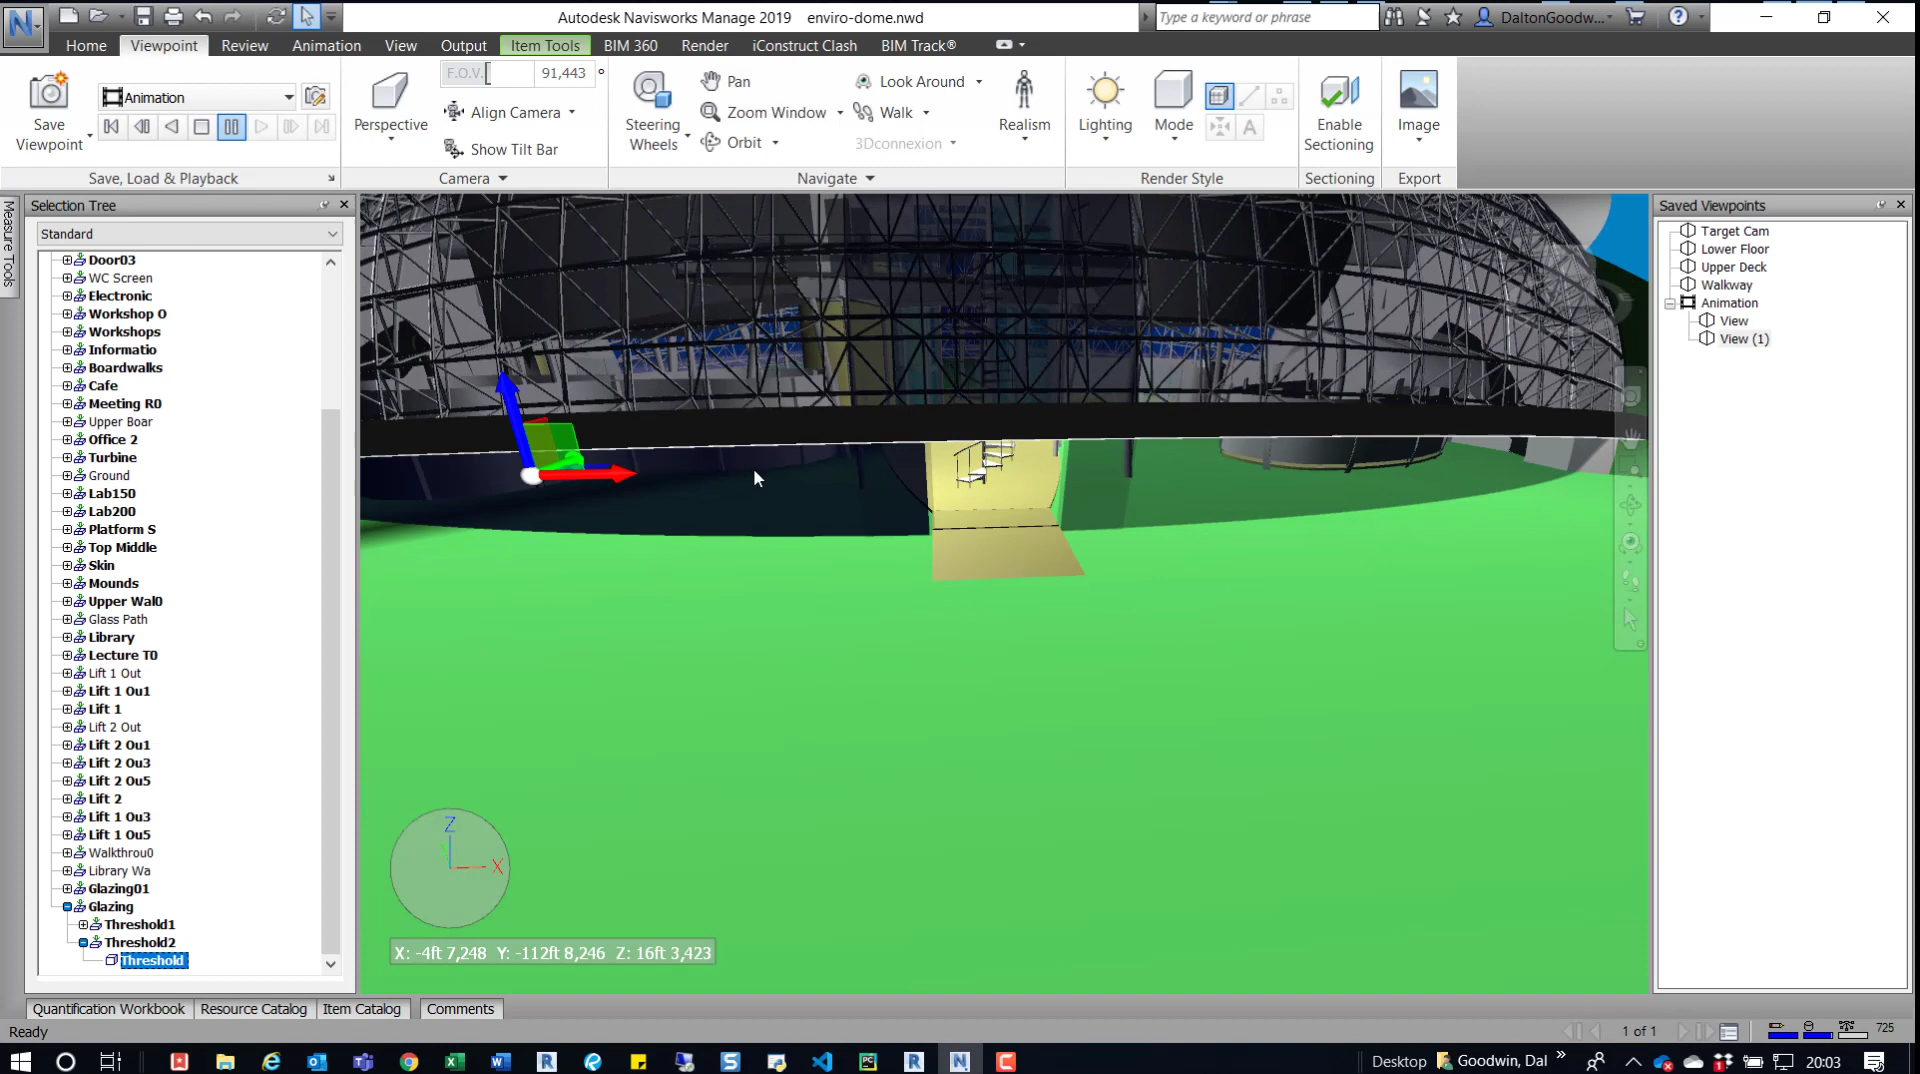 Autodesk Navisworks Manage 2019 enviro-dome.nwd
Type a keyword or phrase
DaltonGoodw...
Home Viewpoint Review Animation View Output Item Tools BIM 360 Render iConstruct Clash BIM Track®
Save Viewpoint
Animation
Perspective
F.O.V. 91,443 °
Align Camera
Show Tilt Bar
Steering Wheels
Pan
Zoom Window
Orbit
Look Around
Walk
3Dconnexion
Realism
Lighting
Mode
A
Enable Sectioning
Image
Save, Load & Playback
Camera
Navigate
Render Style
Sectioning
Export
Measure Tools
Selection Tree
Standard
Door03
WC Screen
Electronic
Workshop O
Workshops
Informatio
Boardwalks
Cafe
Meeting R0
Upper Boar
Office 2
Turbine
Ground
Lab150
Lab200
Platform S
Top Middle
Skin
Mounds
Upper Wal0
Glass Path
Library
Lecture T0
Lift 1 Out
Lift 1 Ou1
Lift 1
Lift 2 Out
Lift 2 Ou1
Lift 2 Ou3
Lift 2 Ou5
Lift 2
Lift 1 Ou3
Lift 1 Ou5
Walkthrou0
Library Wa
Glazing01
Glazing
Threshold1
Threshold2
Threshold
Z
X
X: -4ft 7,248 Y: -112ft 8,246 Z: 16ft 3,423
Saved Viewpoints
Target Cam
Lower Floor
Upper Deck
Walkway
Animation
View
View (1)
Quantification Workbook Resource Catalog Item Catalog Comments
Ready
1 of 1
725
Desktop
Goodwin, Dal
20:03